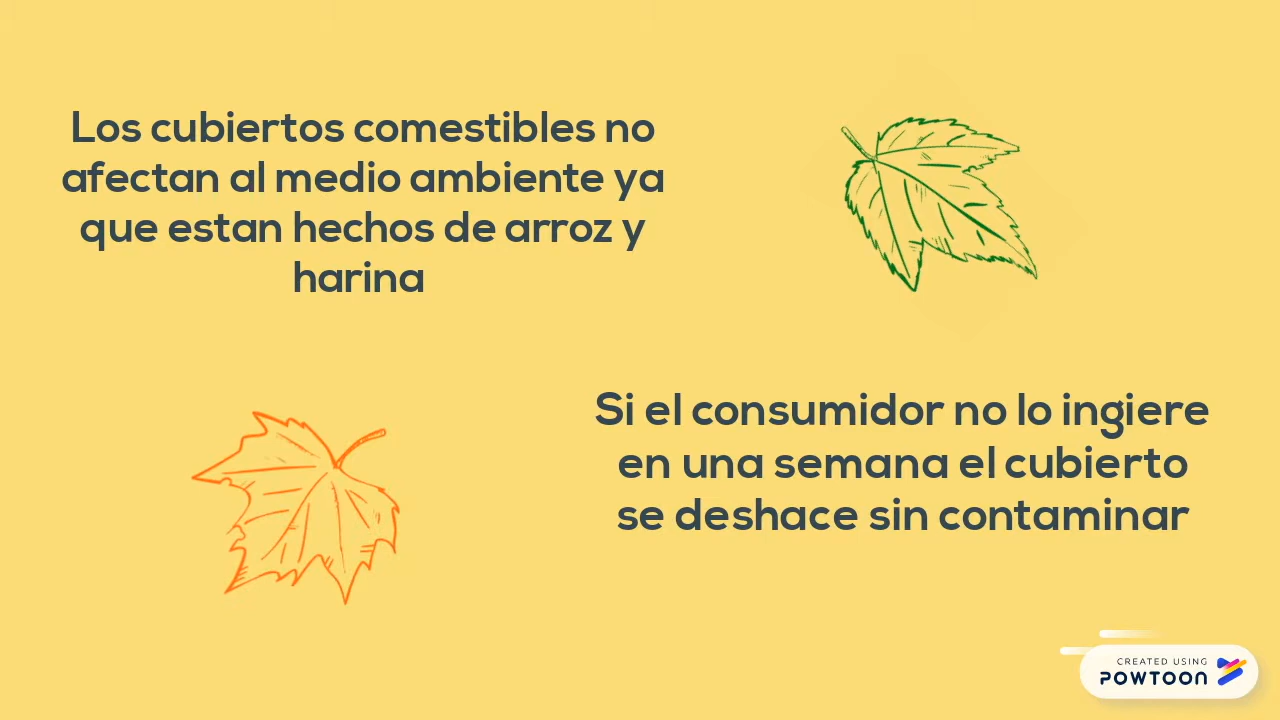 Los cubiertos comestibles no
afectan al medio ambiente ya
que estan hechos de arroz y
harina
Si el consumidor no lo ingiere
en una semana el cubierto
se deshace sin contaminar
CREATED USING
POWTOON